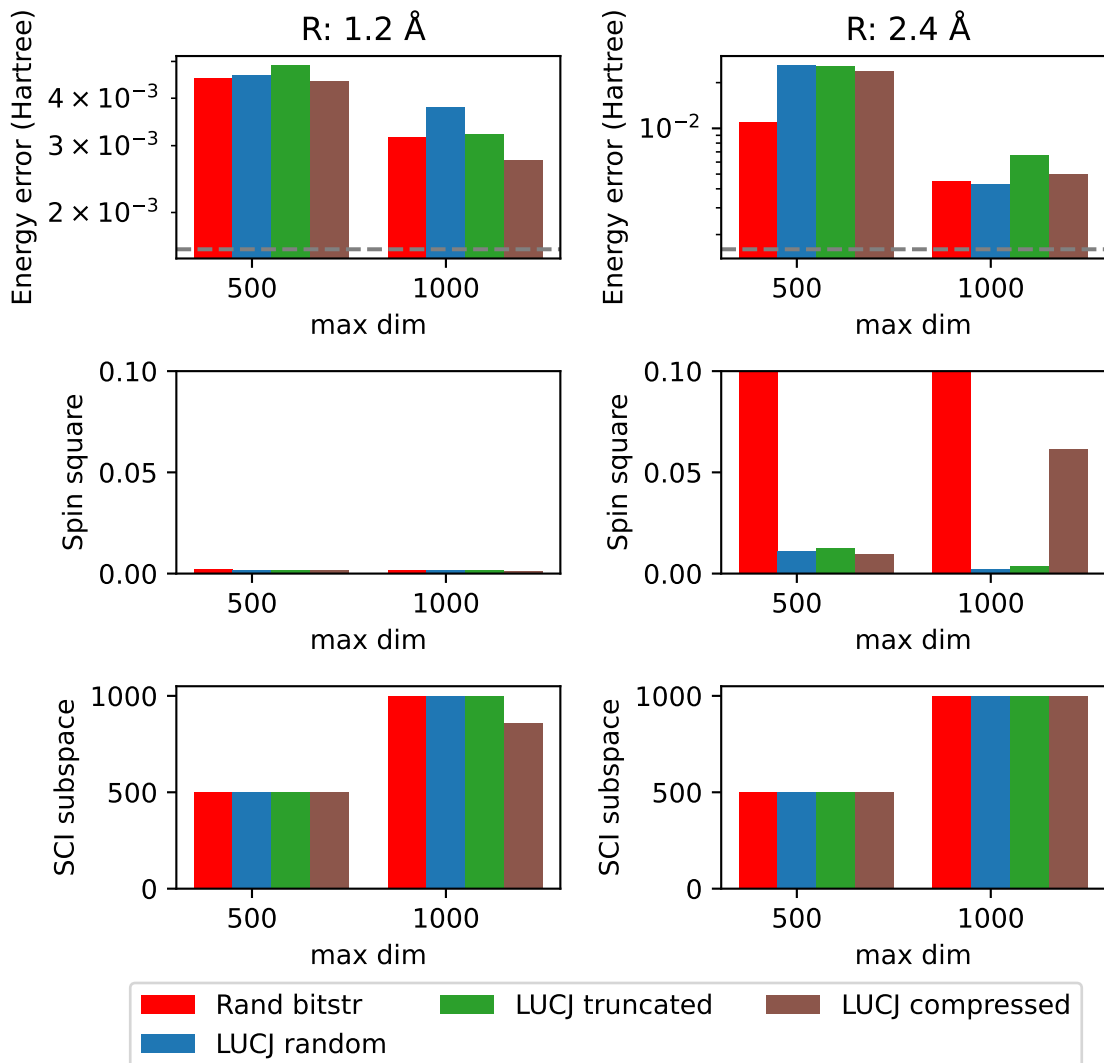 R: 1.2 Å
R: 2.4 Å
Energy error (Hartree)
4 × 10⁻³
3 × 10⁻³
2 × 10⁻³
500
1000
max dim
Energy error (Hartree)
10⁻²
500
1000
max dim
Spin square
0.10
0.05
0.00
500
1000
max dim
Spin square
0.10
0.05
0.00
500
1000
max dim
SCI subspace
1000
500
0
500
1000
max dim
SCI subspace
1000
500
0
500
1000
max dim
Rand bitstr
LUCJ random
LUCJ truncated
LUCJ compressed